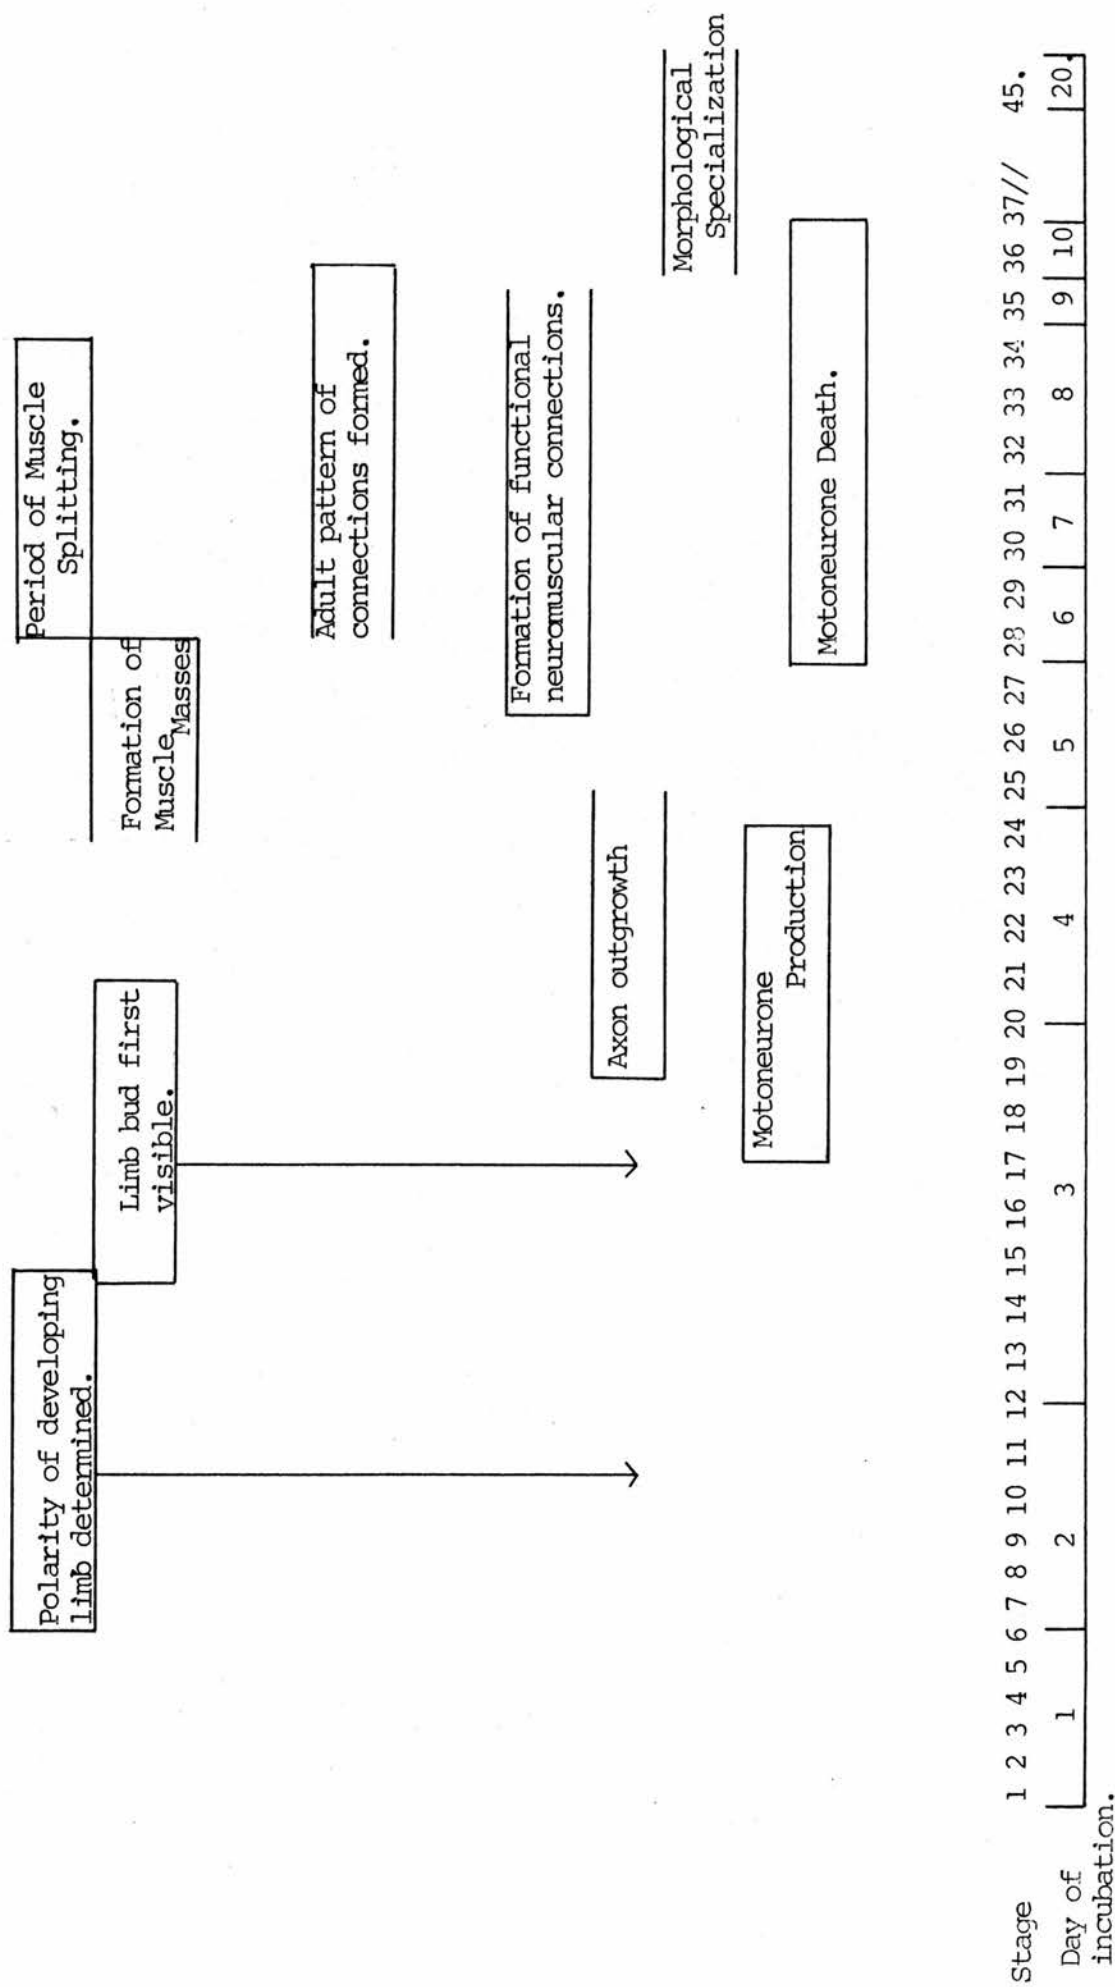 Polarity of developing
limb determined.
Limb bud first
visible.
Period of Muscle
Splitting.
Formation of
Muscle
Masses
Adult pattern of
connections formed.
Formation of functional
neuromuscular connections.
Axon outgrowth
Morphological
Specialization
Motoneurone
Production
Motoneurone Death.
Stage 1 2 3 4 5 6 7 8 9 10 11 12 13 14 15 16 17 18 19 20 21 22 23 24 25 26 27 28 29 30 31 32 33 34 35 36 37// 45.
Day of 1 2 3 4 5 6 7 8 9 10 20.
incubation.